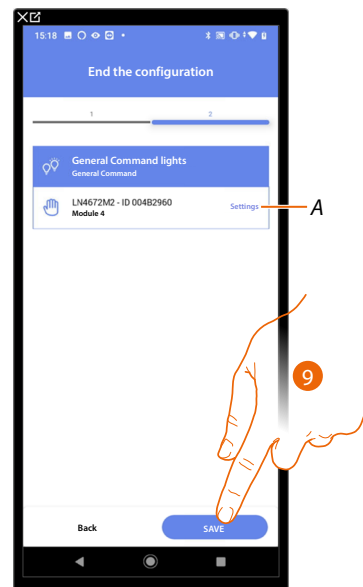 15:18
End the configuration
1 2
General Command lights
General Command
LN4672M2 - ID 004B2960
Module 4
Settings
A
9
Back
SAVE